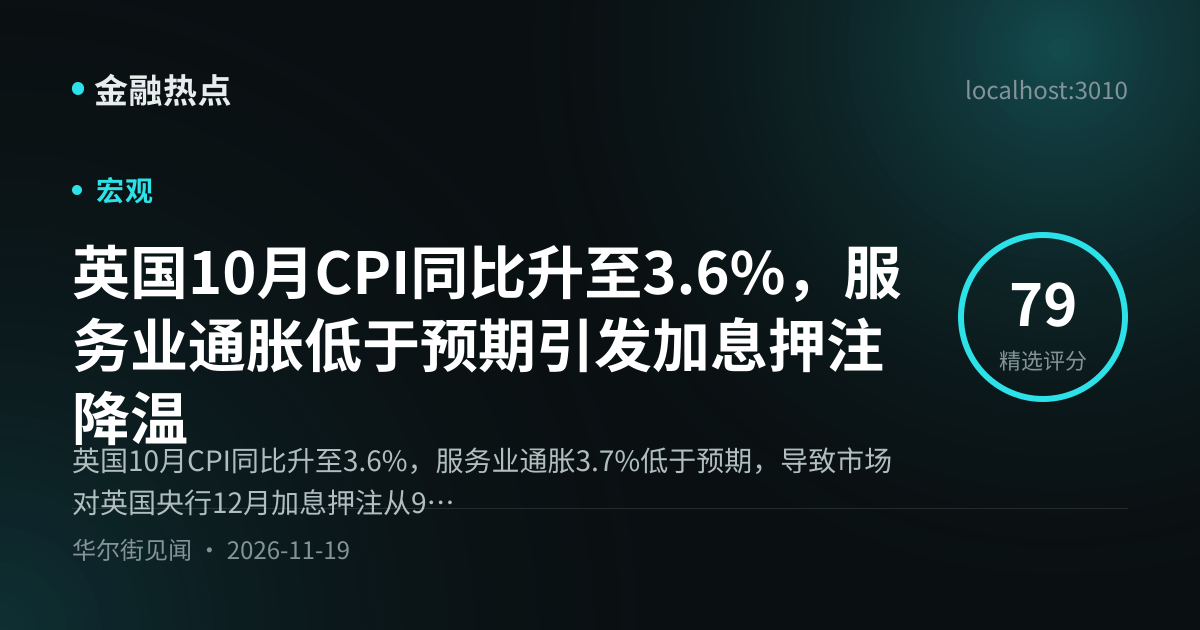 金融热点
localhost:3010
宏观
英国10月CPI同比升至3.6%，服
务业通胀低于预期引发加息押注
降温
79
精选评分
英国10月CPI同比升至3.6%，服务业通胀3.7%低于预期，导致市场
对英国央行12月加息押注从9…
华尔街见闻 · 2026-11-19